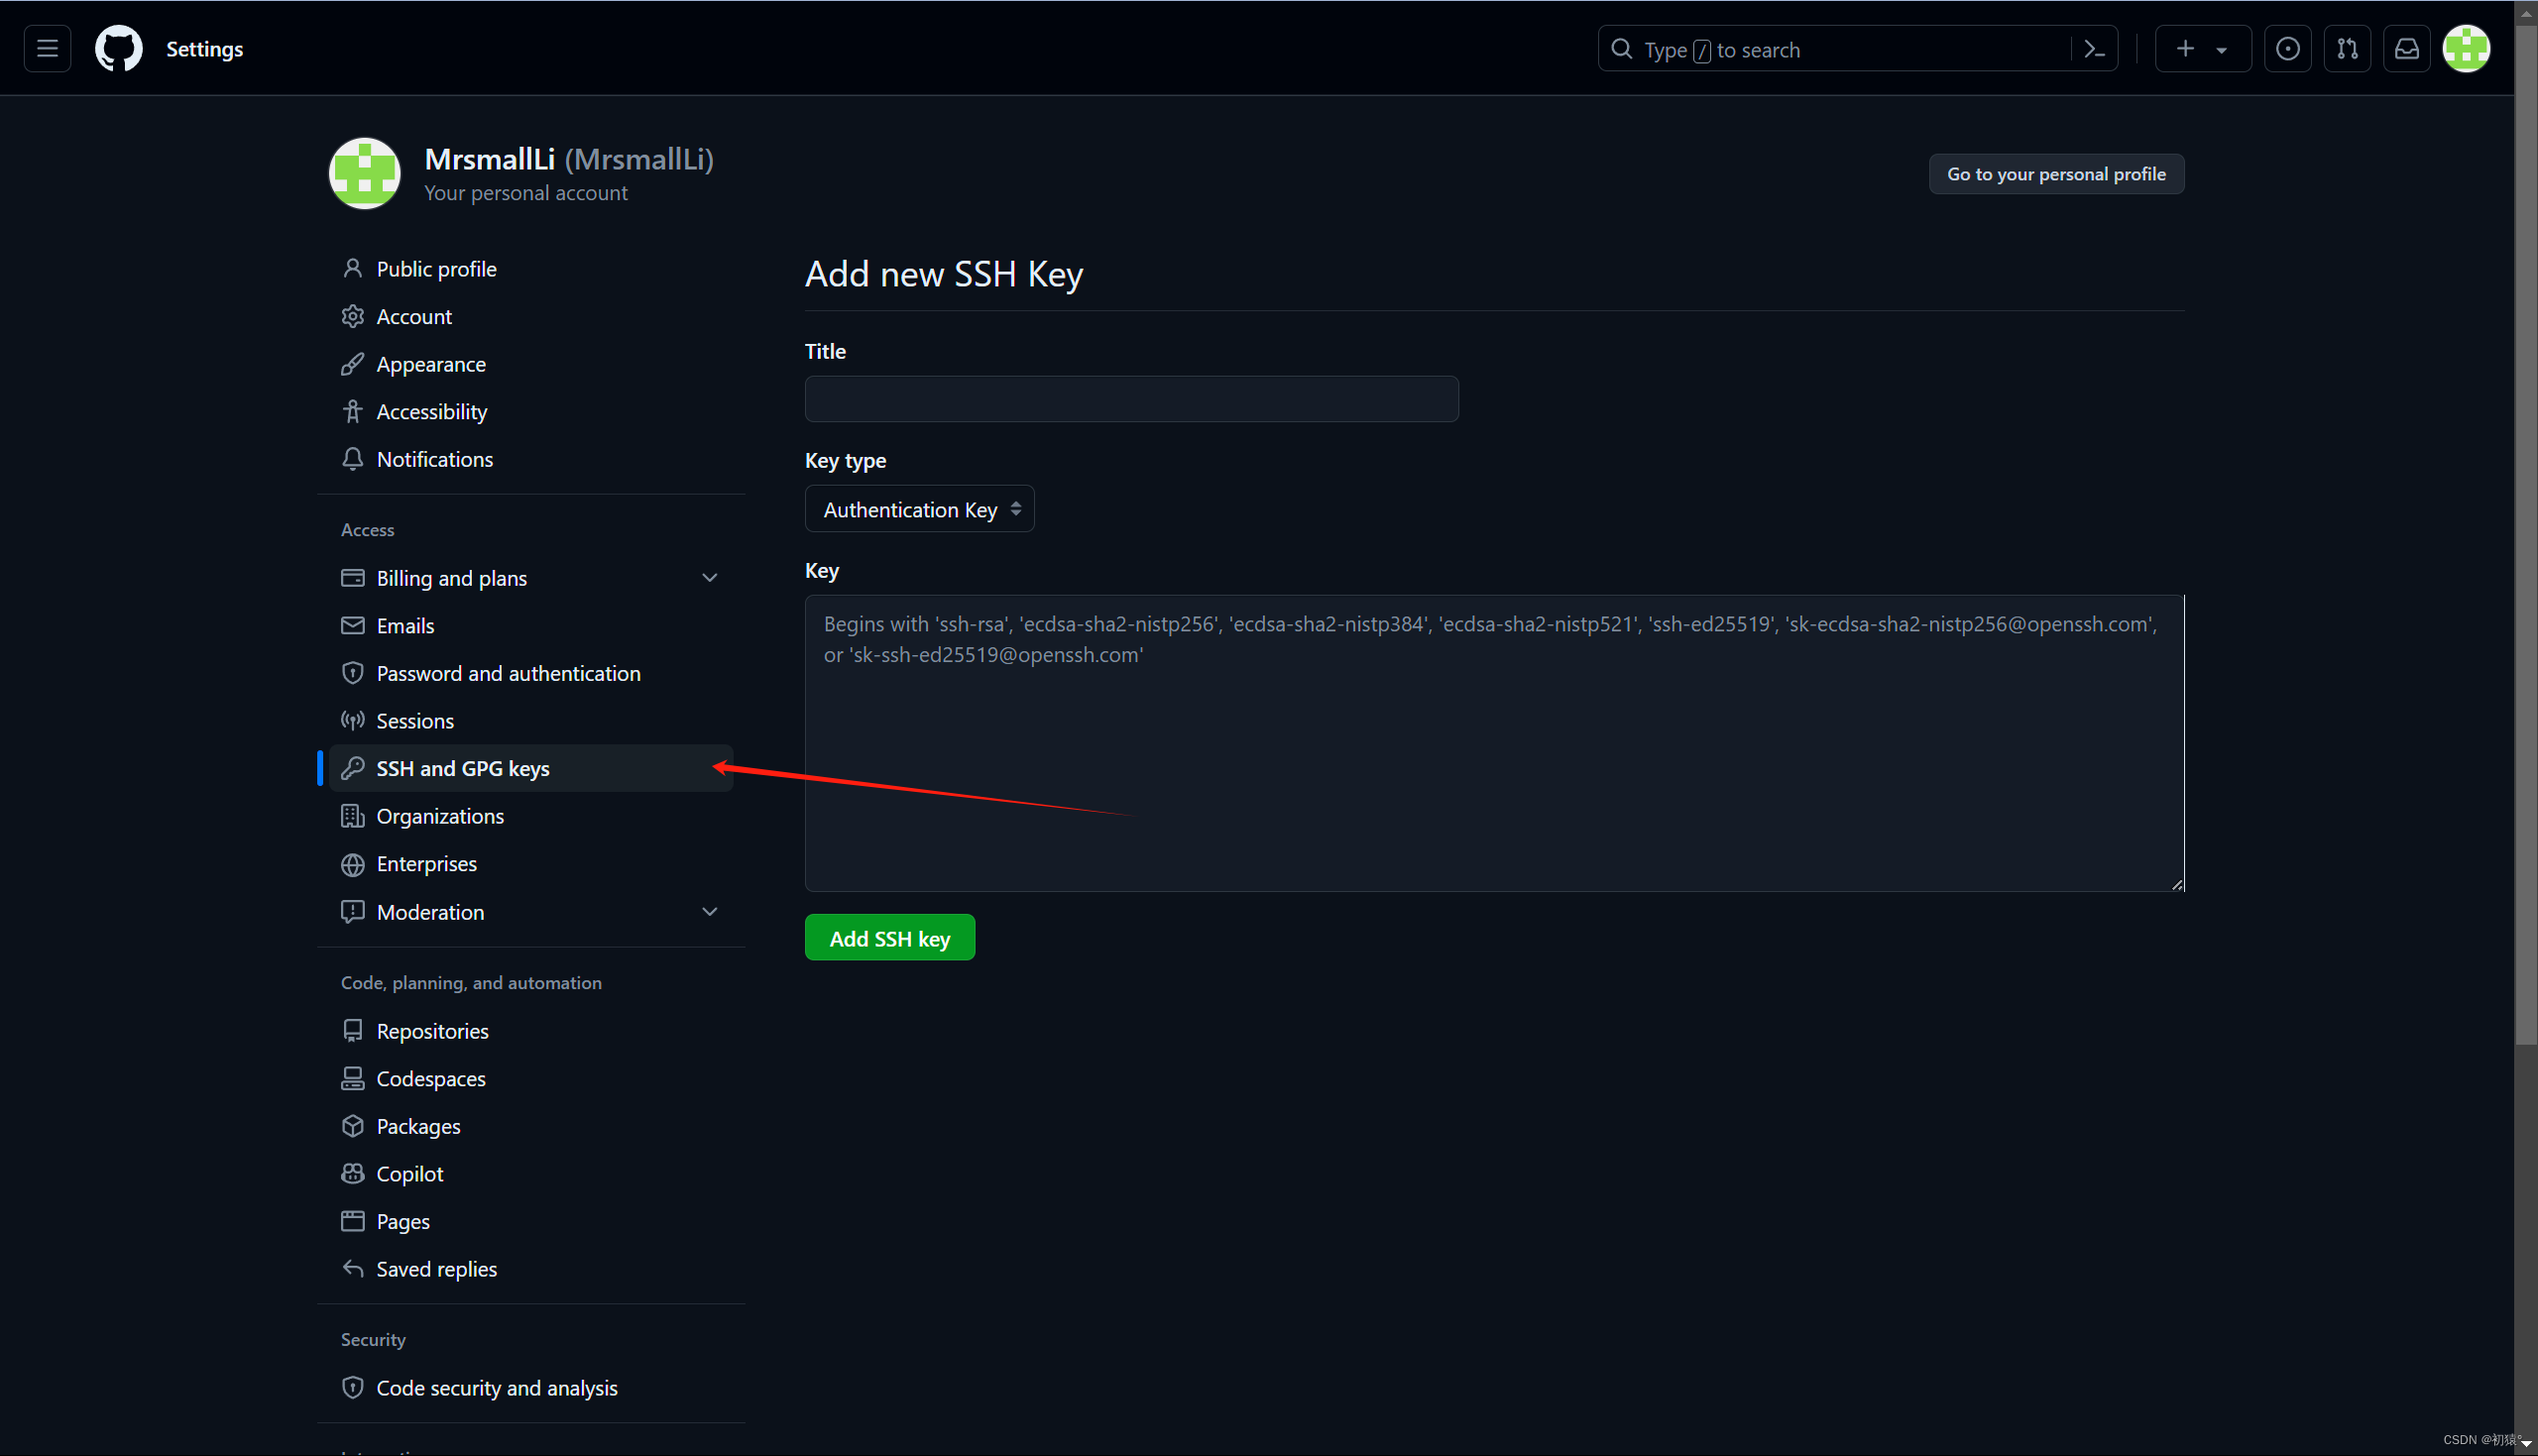 Settings
Type / to search
MrsmallLi (MrsmallLi)
Your personal account
Go to your personal profile
Public profile
Account
Appearance
Accessibility
Notifications
Access
Billing and plans
Emails
Password and authentication
Sessions
SSH and GPG keys
Organizations
Enterprises
Moderation
Code, planning, and automation
Repositories
Codespaces
Packages
Copilot
Pages
Saved replies
Security
Code security and analysis
Add new SSH Key
Title
Key type
Authentication Key
Key
Begins with 'ssh-rsa', 'ecdsa-sha2-nistp256', 'ecdsa-sha2-nistp384', 'ecdsa-sha2-nistp521', 'ssh-ed25519', 'sk-ecdsa-sha2-nistp256@openssh.com',
or 'sk-ssh-ed25519@openssh.com'
Add SSH key
CSDN @初猿°